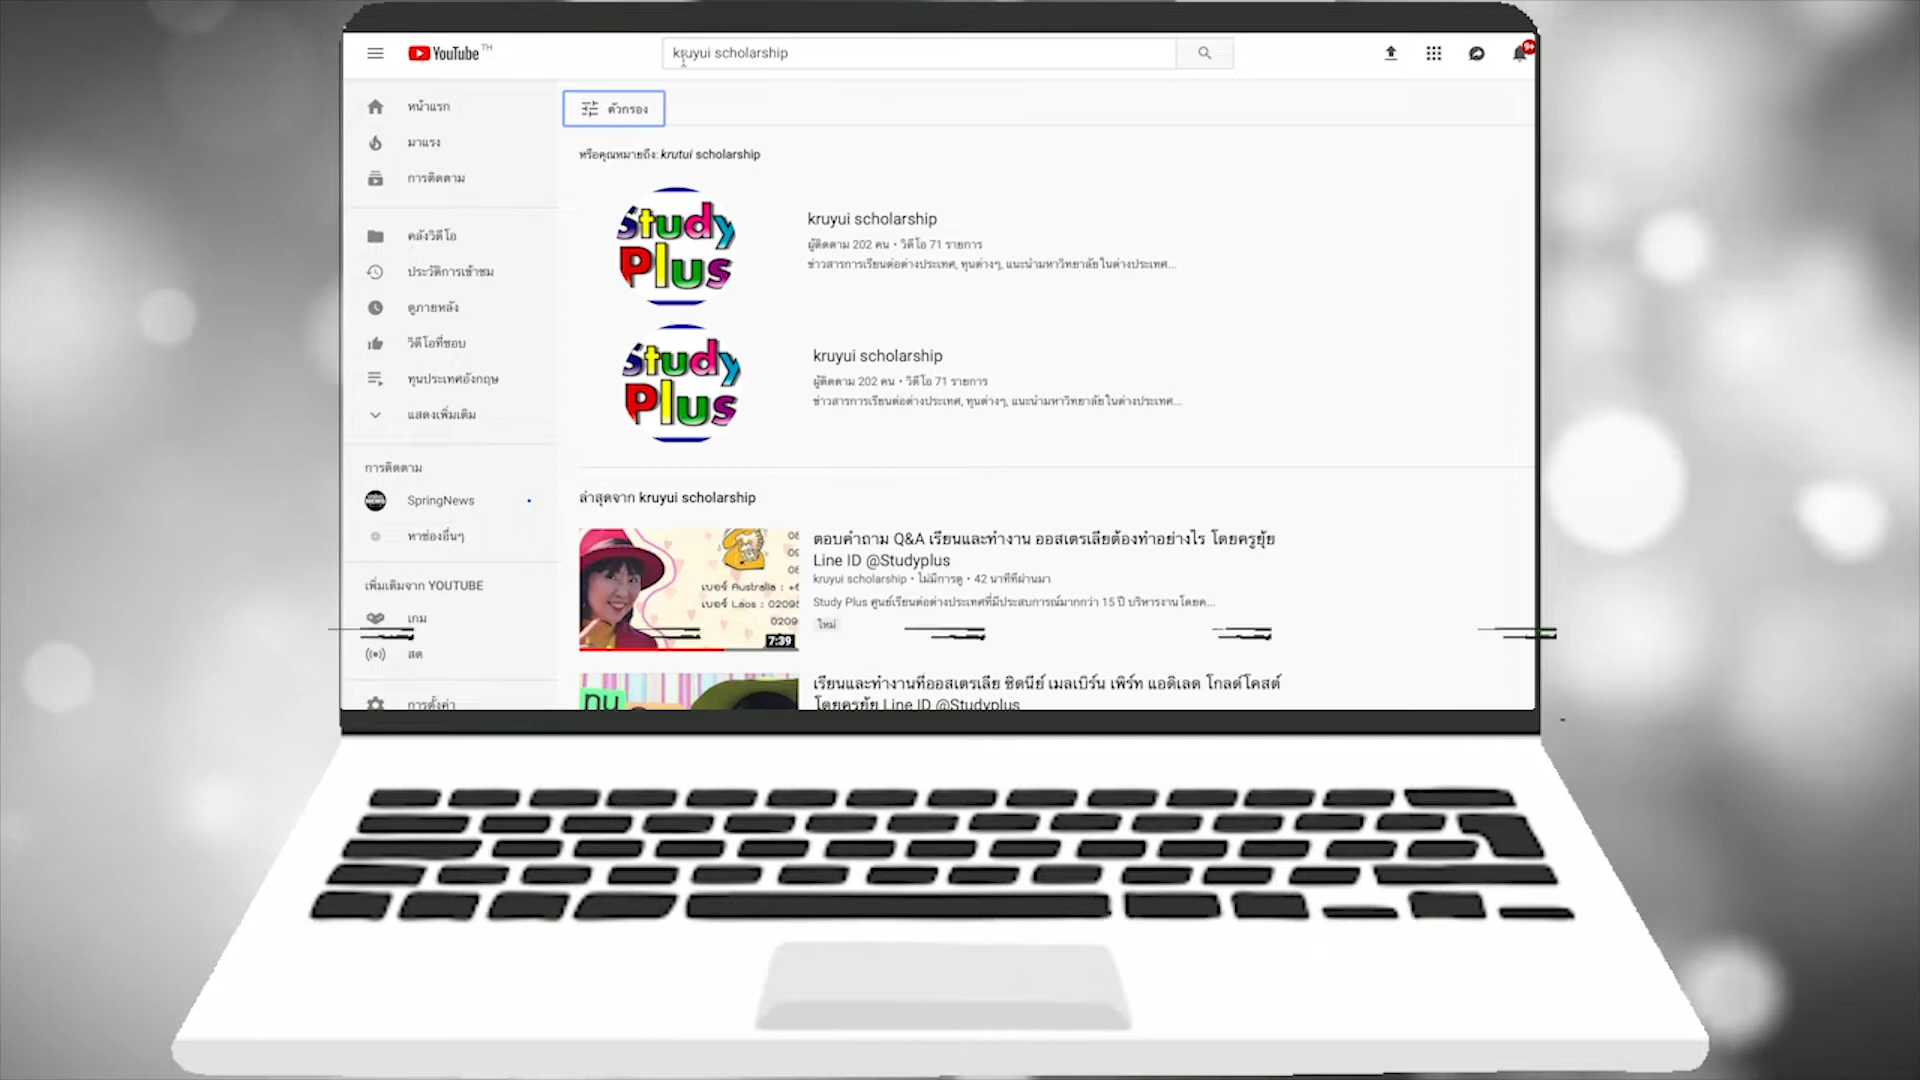 YouTube TH
kruyui scholarship
9+
หน้าแรก
มาแรง
การติดตาม
คลังวิดีโอ
ประวัติการเข้าชม
ดูภายหลัง
วิดีโอที่ชอบ
ทุนประเทศอังกฤษ
แสดงเพิ่มเติม
การติดตาม
SpringNews
หาช่องอื่นๆ
เพิ่มเติมจาก YOUTUBE
เกม
สด
การตั้งค่า
ตัวกรอง
หรือคุณหมายถึง: krutui scholarship
Study
Plus
kruyui scholarship
ผู้ติดตาม 202 คน • วิดีโอ 71 รายการ
ข่าวสารการเรียนต่อต่างประเทศ, ทุนต่างๆ, แนะนำมหาวิทยาลัยในต่างประเทศ...
Study
Plus
kruyui scholarship
ผู้ติดตาม 202 คน • วิดีโอ 71 รายการ
ข่าวสารการเรียนต่อต่างประเทศ, ทุนต่างๆ, แนะนำมหาวิทยาลัยในต่างประเทศ...
ล่าสุดจาก kruyui scholarship
เบอร์ Australia : +6
เบอร์ Laos : 0209
0209
7:39
ตอบคำถาม Q&A เรียนและทำงาน ออสเตรเลียต้องทำอย่างไร โดยครูยุ้ย
Line ID @Studyplus
kruyui scholarship • ไม่มีการดู • 42 นาทีที่ผ่านมา
Study Plus ศูนย์เรียนต่อต่างประเทศที่มีประสบการณ์มากกว่า 15 ปี บริหารงานโดยค...
ใหม่
ทุน
เรียนและทำงานที่ออสเตรเลีย ซิดนีย์ เมลเบิร์น เพิร์ท แอดิเลด โกลด์โคสต์
โดยครูยุ้ย Line ID @Studyplus